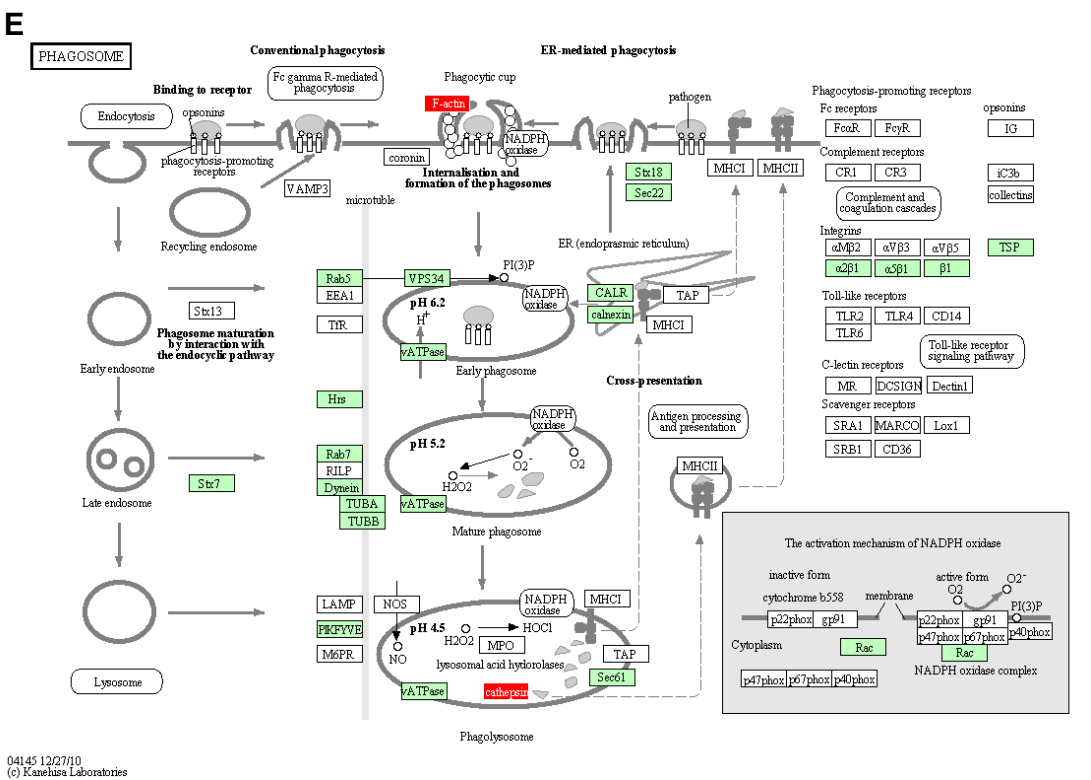 E
PHAGOSOME
Conventional phagocytosis
ER-mediated phagocytosis
Fc gamma R-mediated
phagocytosis
Binding to receptor
Endocytosis
opsonins
phagocytosis-promoting
receptors
Phagocytic cup
F-actin
coronin
NADPH
oxidase
pathogen
MHCI
MHCII
VAMP3
Internalisation and
formation of the phagosomes
Stx18
Sec22
microtuble
Recycling endosome
ER (endoprasmic reticulum)
Rab5
EEA1
TfR
VPS34
PI(3)P
NADPH
oxidase
pH 6.2
H+
vATPase
CALR
calnexin
TAP
MHCI
Stx13
Phagosome maturation
by interaction with
the endocyclic pathway
Early endosome
Early phagosome
Cross-presentation
Hrs
Antigen processing
and presentation
NADPH
oxidase
pH 5.2
O2-
O2
H2O2
vATPase
Rab7
RILP
Dynein
TUBA
TUBB
Stx7
Late endosome
Mature phagosome
MHCII
LAMP
PIKFYVE
M6PR
NOS
NO
NADPH
oxidase
MHCI
pH 4.5
H2O2
HOCl
MPO
lysosomal acid hydorolases
TAP
Sec61
vATPase
cathepsin
Lysosome
Phagolysosome
Phagocytosis-promoting receptors
opsonins
Fc receptors
FcαR
FcγR
IG
Complement receptors
CR1
CR3
iC3b
collectins
Complement and
coagulation cascades
Integrins
αMβ2
αVβ3
αVβ5
TSP
α2β1
α5β1
β1
Toll-like receptors
TLR2
TLR4
CD14
TLR6
Toll-like receptor
signaling pathway
C-lectin receptors
MR
DCSIGN
Dectin1
Scavenger receptors
SRA1
MARCO
Lox1
SRB1
CD36
The activation mechanism of NADPH oxidase
inactive form
cytochrome b558
membrane
active form
O2
O2-
p22phox
gp91
p22phox
gp91
PI(3)P
p47phox
p67phox
p40phox
Cytoplasm
Rac
Rac
NADPH oxidase complex
p47phox
p67phox
p40phox
04145 12/27/10
(c) Kanehisa Laboratories